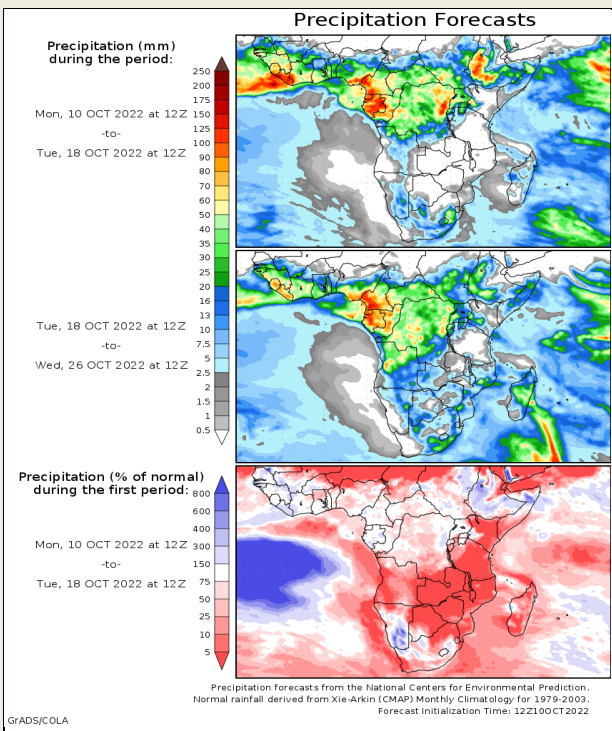 Precipitation Forecasts
Precipitation (mm)
during the period:
Mon, 10 OCT 2022 at 12Z
-to-
Tue, 18 OCT 2022 at 12Z
250
200
175
150
125
100
90
80
70
60
50
40
35
30
25
20
16
13
10
7.5
5
2.5
2
1.5
1
0.5
Tue, 18 OCT 2022 at 12Z
-to-
Wed, 26 OCT 2022 at 12Z
Precipitation (% of normal)
during the first period:
Mon, 10 OCT 2022 at 12Z
-to-
Tue, 18 OCT 2022 at 12Z
800
600
400
300
150
75
50
25
10
5
Precipitation forecasts from the National Centers for Environmental Prediction.
Normal rainfall derived from Xie-Arkin (CMAP) Monthly Climatology for 1979-2003.
Forecast Initialization Time: 12Z10OCT2022
GrADS/COLA